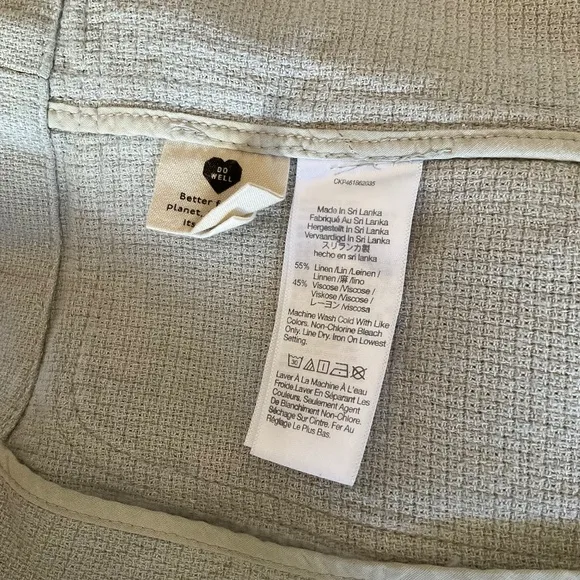 DO
WELL
Better f
planet,
its
CKP461562035
Made In Sri Lanka
Fabriqué Au Sri Lanka
Hergestellt In Sri Lanka
Vervaardigd In Sri Lanka
スリランカ製
hecho en sri lanka
55% Linen /Lin /Leinen/
Linnen /麻 /lino
45% Viscose /Viscose/
Viskose /Viscose /
レーヨン /viscosa
Machine Wash Cold With Like
Colors. Non-Chlorine Bleach
Only. Line Dry. Iron On Lowest
Setting.
30
Laver À La Machine À L'eau
Froide Laver En Séparant Les
Couleurs. Seulement Agent
De Blanchiment Non Chloré.
Séchage Sur Cintre. Fer Au
Réglage Le Plus Bas.